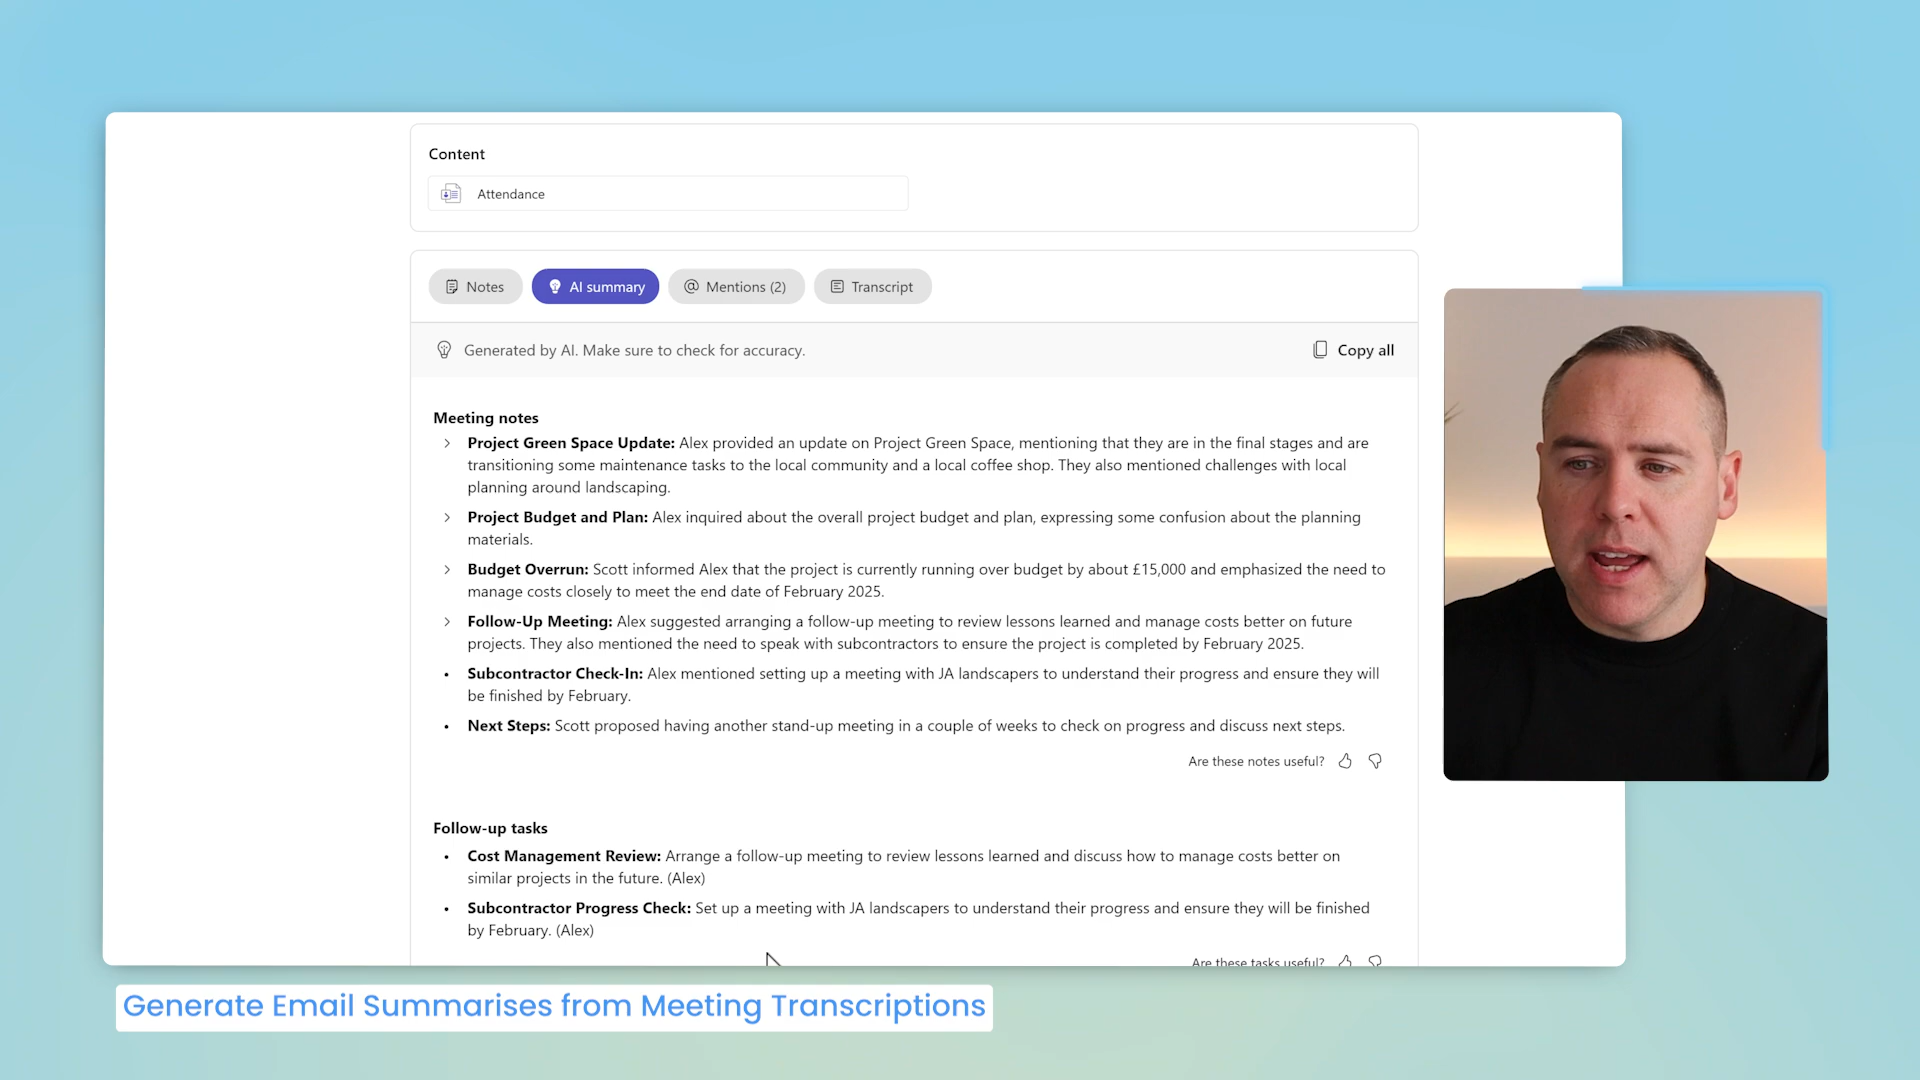 Content
Attendance
Notes
AI summary
Mentions (2)
Transcript
Generated by AI. Make sure to check for accuracy.
Copy all
Meeting notes
Project Green Space Update: Alex provided an update on Project Green Space, mentioning that they are in the final stages and are
transitioning some maintenance tasks to the local community and a local coffee shop. They also mentioned challenges with local
planning around landscaping.
Project Budget and Plan: Alex inquired about the overall project budget and plan, expressing some confusion about the planning
materials.
Budget Overrun: Scott informed Alex that the project is currently running over budget by about £15,000 and emphasized the need to
manage costs closely to meet the end date of February 2025.
Follow-Up Meeting: Alex suggested arranging a follow-up meeting to review lessons learned and manage costs better on future
projects. They also mentioned the need to speak with subcontractors to ensure the project is completed by February 2025.
Subcontractor Check-In: Alex mentioned setting up a meeting with JA landscapers to understand their progress and ensure they will
be finished by February.
Next Steps: Scott proposed having another stand-up meeting in a couple of weeks to check on progress and discuss next steps.
Are these notes useful?
Follow-up tasks
Cost Management Review: Arrange a follow-up meeting to review lessons learned and discuss how to manage costs better on
similar projects in the future. (Alex)
Subcontractor Progress Check: Set up a meeting with JA landscapers to understand their progress and ensure they will be finished
by February. (Alex)
Are these tasks useful?
Generate Email Summarises from Meeting Transcriptions